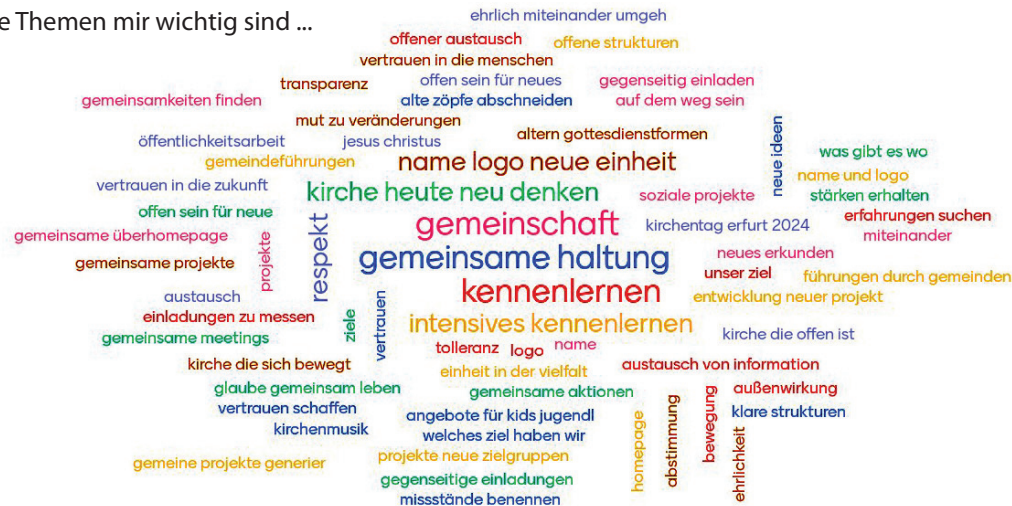 e Themen mir wichtig sind ...
ehrlich miteinander umgeh
offener austausch
offene strukturen
vertrauen in die menschen
transparenz
offen sein für neues
gegenseitig einladen
gemeinsamkeiten finden
alte zöpfe abschneiden
auf dem weg sein
mut zu veränderungen
öffentlichkeitsarbeit
jesus christus
altern gottesdienstformen
neue ideen
was gibt es wo
gemeindeführungen
name logo neue einheit
name und logo
vertrauen in die zukunft
kirche heute neu denken
soziale projekte
stärken erhalten
offen sein für neue
respekt
gemeinschaft
kirchentag erfurt 2024
erfahrungen suchen
gemeinsame überhomepage
projekte
miteinander
gemeinsame projekte
gemeinsame haltung
neues erkunden
unser ziel
führungen durch gemeinden
austausch
kennenlernen
entwicklung neuer projekt
einladungen zu messen
ziele
vertrauen
intensives kennenlernen
gemeinsame meetings
kirche die offen ist
tolleranz
logo
name
kirche die sich bewegt
einheit in der vielfalt
austausch von information
glaube gemeinsam leben
gemeinsame aktionen
außenwirkung
vertrauen schaffen
angebote für kids jugendl
klare strukturen
kirchenmusik
welches ziel haben wir
homepage
abstimmung
bewegung
ehrlichkeit
gemeine projekte generier
projekte neue zielgruppen
gegenseitige einladungen
missstände benennen